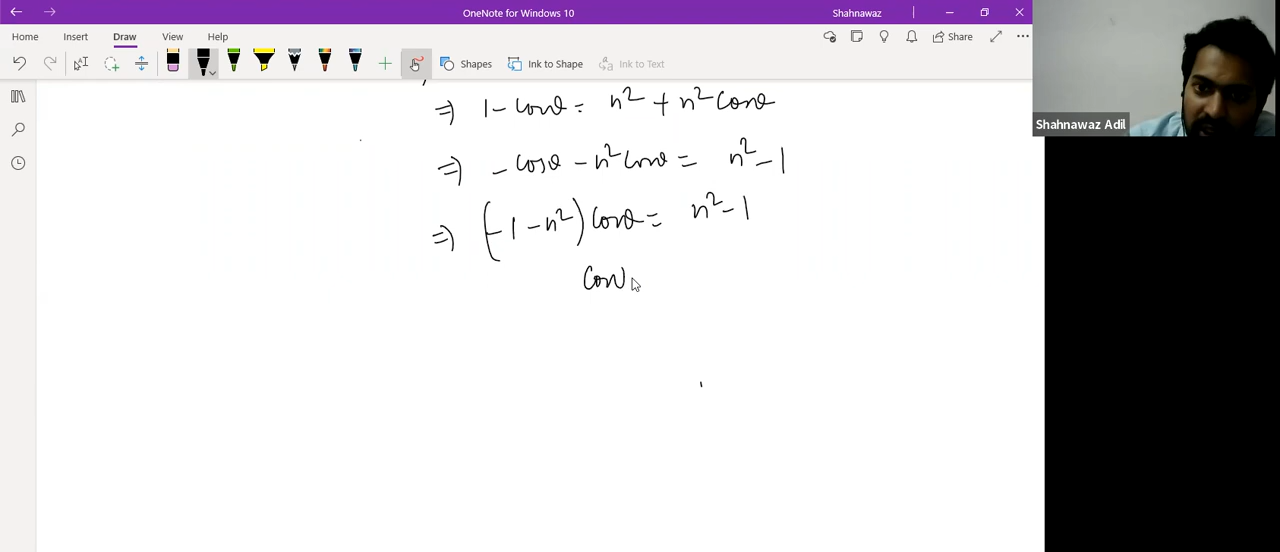 OneNote for Windows 10
Shahnawaz
Home Insert Draw View Help
Share
Shapes Ink to Shape Ink to Text
Shahnawaz Adil
⇒ 1 - cosθ = n² + n² cosθ
⇒ - cosθ - n² cosθ = n² - 1
⇒ (-1 - n²) cosθ = n² - 1
cos